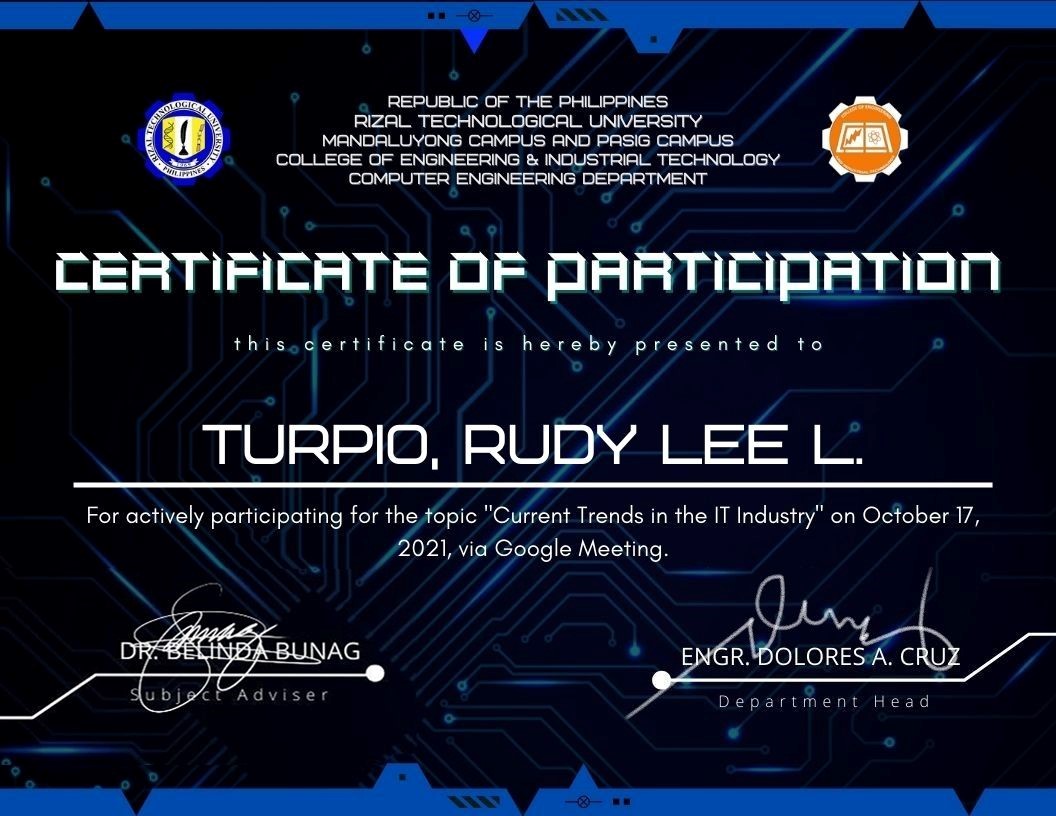 REPUBLIC OF THE PHILIPPINES
RIZAL TECHNOLOGICAL UNIVERSITY
MANDALUYONG CAMPUS AND PASIG CAMPUS
COLLEGE OF ENGINEERING & INDUSTRIAL TECHNOLOGY
COMPUTER ENGINEERING DEPARTMENT
RIZAL TECHNOLOGICAL UNIVERSITY
1969
PHILIPPINES
CERTIFICATE OF PARTICIPATION
this certificate is hereby presented to
TURPIO, RUDY LEE L.
For actively participating for the topic "Current Trends in the IT Industry" on October 17,
2021, via Google Meeting.
DR. BELINDA BUNAG
Subject Adviser
ENGR. DOLORES A. CRUZ
Department Head